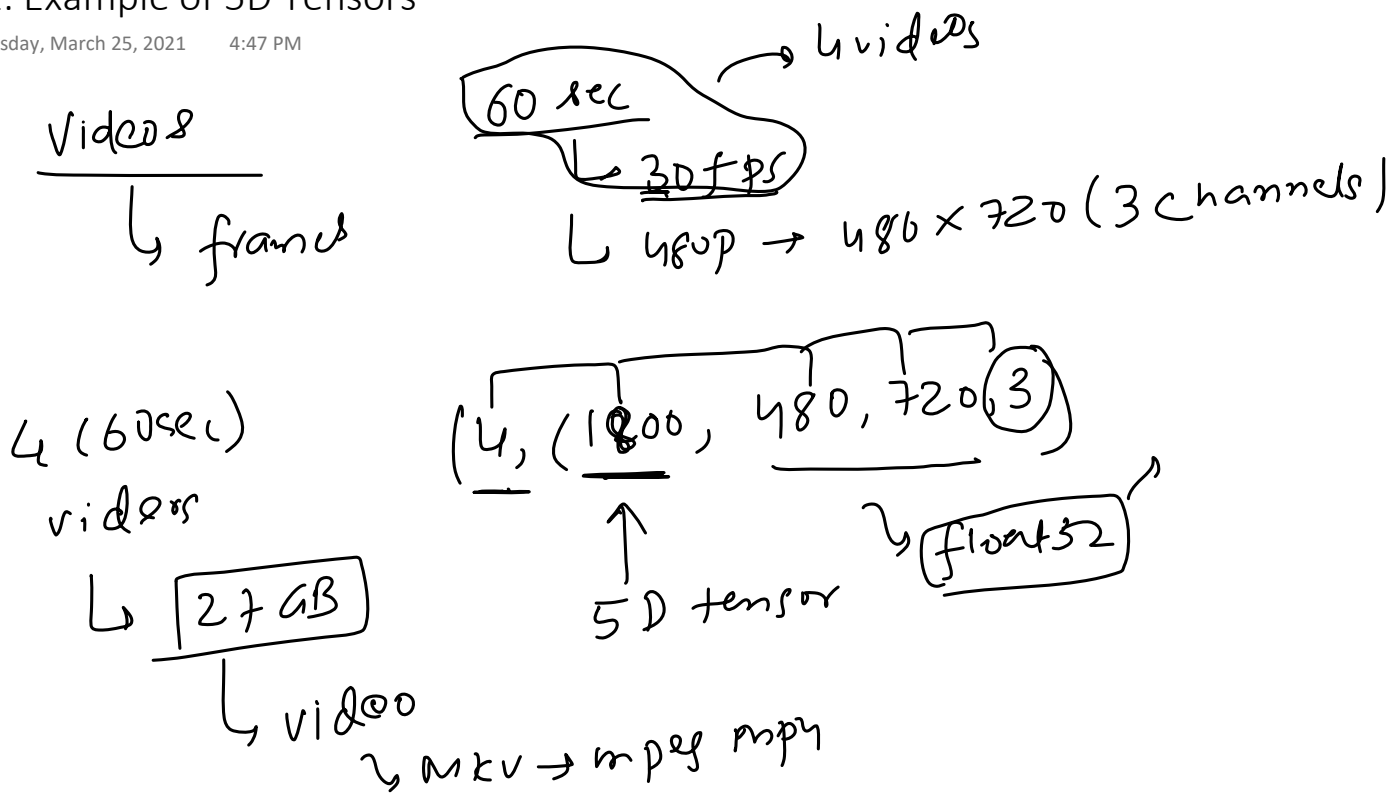 : Example of 5D Tensors
sday, March 25, 2021 4:47 PM
4 videos
60 sec
Videos
30 fps
frames
480p → 480 × 720 (3 channels)
4 (60sec)
videos
(4, (1800, 480, 720, 3)
float32
27 GB
5D tensor
video
MKV → mpeg mp4